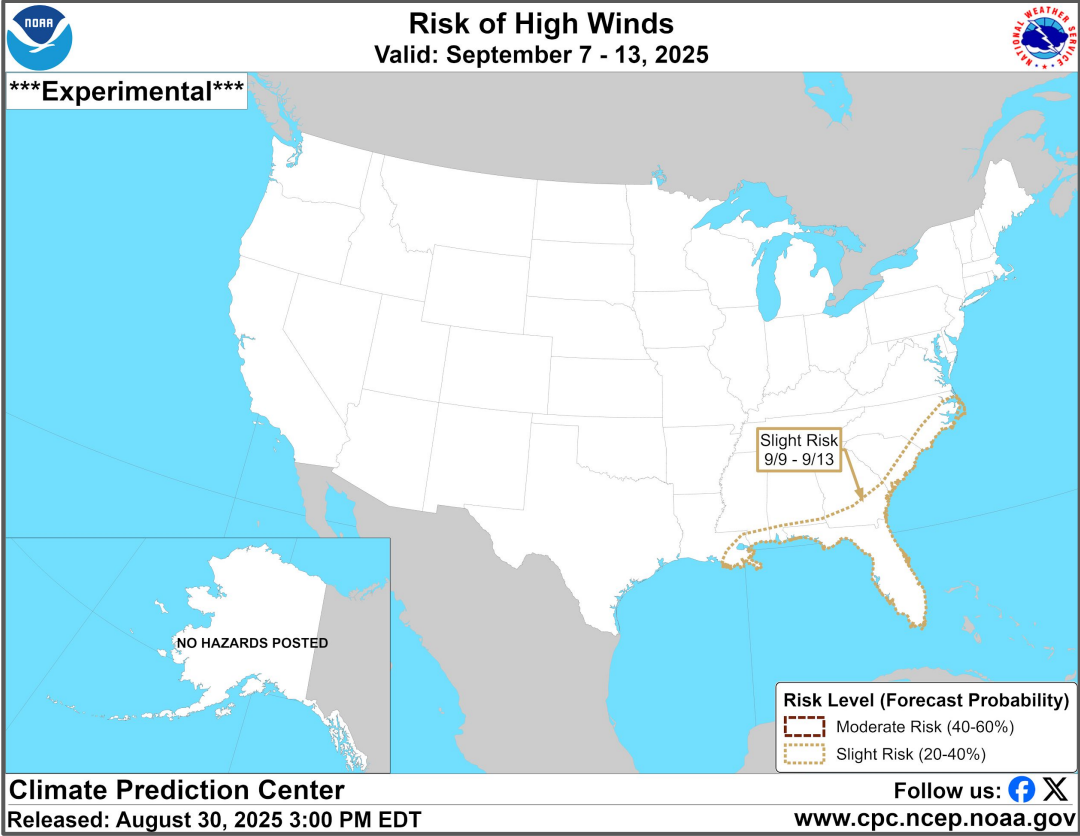 NOAA
Risk of High Winds
Valid: September 7 - 13, 2025
NATIONAL WEATHER SERVICE
***Experimental***
Slight Risk
9/9 - 9/13
NO HAZARDS POSTED
Risk Level (Forecast Probability)
Moderate Risk (40-60%)
Slight Risk (20-40%)
Climate Prediction Center
Follow us:
Released: August 30, 2025 3:00 PM EDT
www.cpc.ncep.noaa.gov